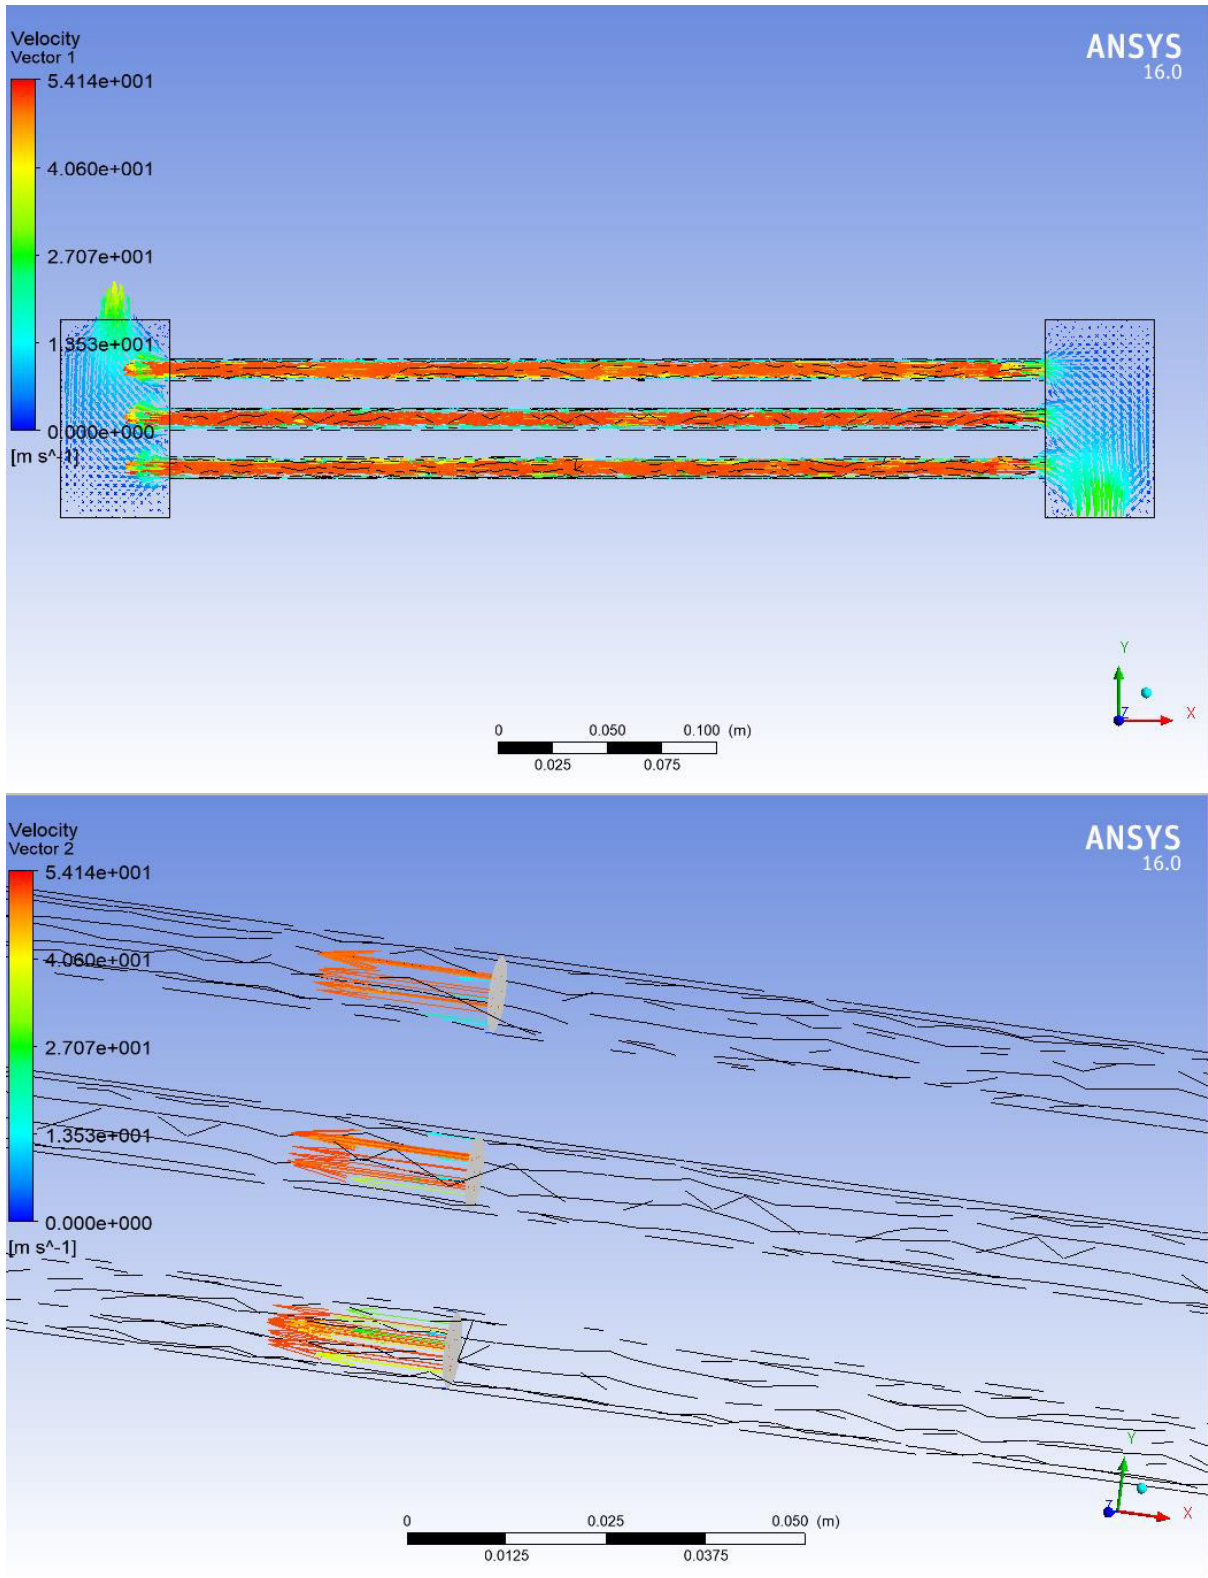 Velocity
Vector 1
5.414e+001
4.060e+001
2.707e+001
1.353e+001
0.000e+000
[m s^-1]
ANSYS
16.0
Y
Z
X
0 0.050 0.100 (m)
0.025 0.075
Velocity
Vector 2
5.414e+001
4.060e+001
2.707e+001
1.353e+001
0.000e+000
[m s^-1]
ANSYS
16.0
Y
Z
X
0 0.025 0.050 (m)
0.0125 0.0375